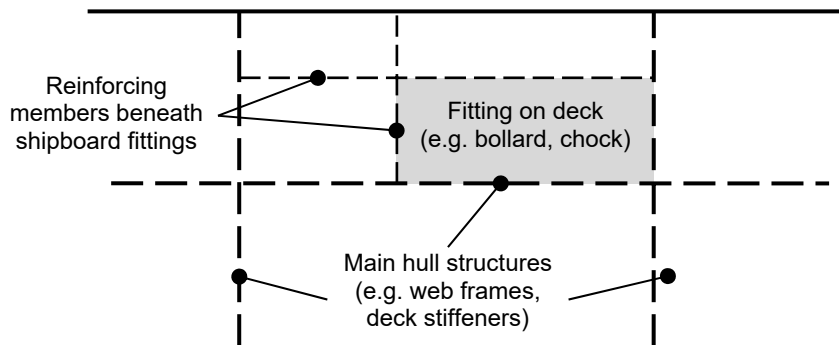 Reinforcing
members beneath
shipboard fittings
Fitting on deck
(e.g. bollard, chock)
Main hull structures
(e.g. web frames,
deck stiffeners)